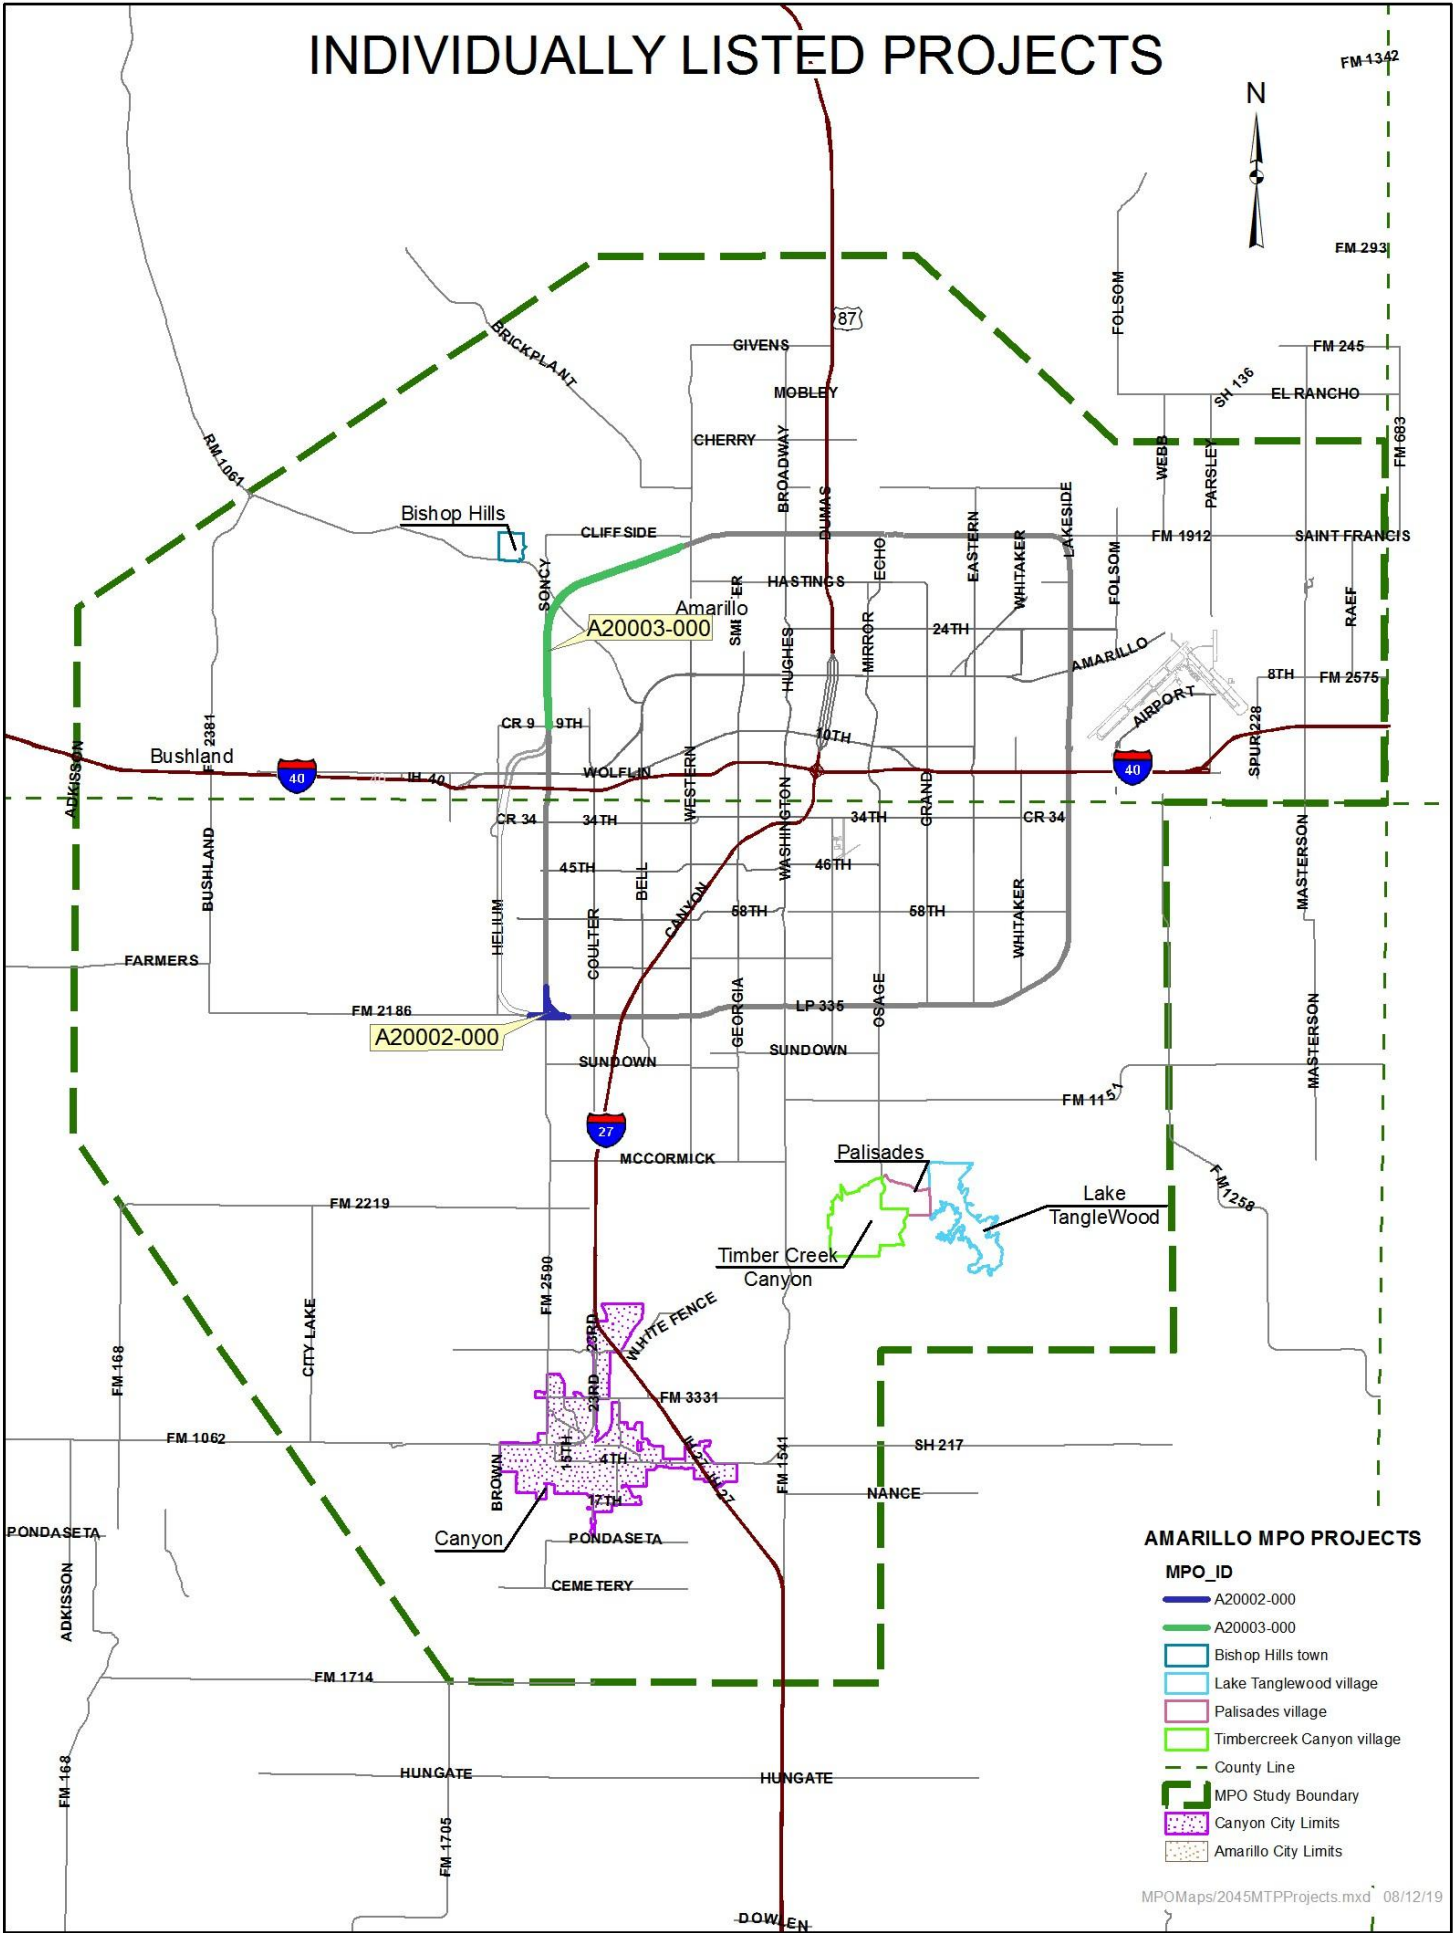 INDIVIDUALLY LISTED PROJECTS
FM 1342
N
FM 293
FOLSOM
87
BRICKPLANT
GIVENS
FM 245
MOBLEY
SH 136
EL RANCHO
CHERRY
BROADWAY
RM 1061
WEBB
PARSLEY
FM 683
Bishop Hills
DUMAS
LAKESIDE
CLIFFSIDE
ECHO
EASTERN
WHITAKER
FOLSOM
FM 1912
SAINT FRANCIS
SONCY
HASTINGS
Amarillo
RAEF
A20003-000
HUGHES
MIRROR
24TH
AMARILLO
8TH
FM 2575
AIRPORT
CR 9
9TH
10TH
SPUR 228
2381
Bushland
ADKISSON
40
IH 40
WOLFLIN
WESTERN
40
WASHINGTON
GRAND
CR 34
34TH
34TH
CR 34
MASTERSON
BUSHLAND
45TH
BELL
46TH
CANYON
58TH
58TH
HELIUM
COULTER
WHITAKER
FARMERS
GEORGIA
OSAGE
LP 335
FM 2186
A20002-000
MASTERSON
SUNDOWN
SUNDOWN
FM 1151
27
MCCORMICK
Palisades
FM 1258
FM 2219
Lake
TangleWood
Timber Creek
Canyon
FM 2590
CITY LAKE
23RD
WHITE FENCE
FM 168
23RD
FM 3331
FM 1062
15TH
4TH
IH 27
IH 27
FM 1541
SH 217
BROWN
17TH
NANCE
PONDASETA
Canyon
PONDASETA
ADKISSON
CEMETERY
FM 1714
FM 168
HUNGATE
HUNGATE
FM 1705
DOWLEN
AMARILLO MPO PROJECTS
MPO_ID
A20002-000
A20003-000
Bishop Hills town
Lake Tanglewood village
Palisades village
Timbercreek Canyon village
County Line
MPO Study Boundary
Canyon City Limits
Amarillo City Limits
MPOMaps/2045MTPProjects.mxd 08/12/19